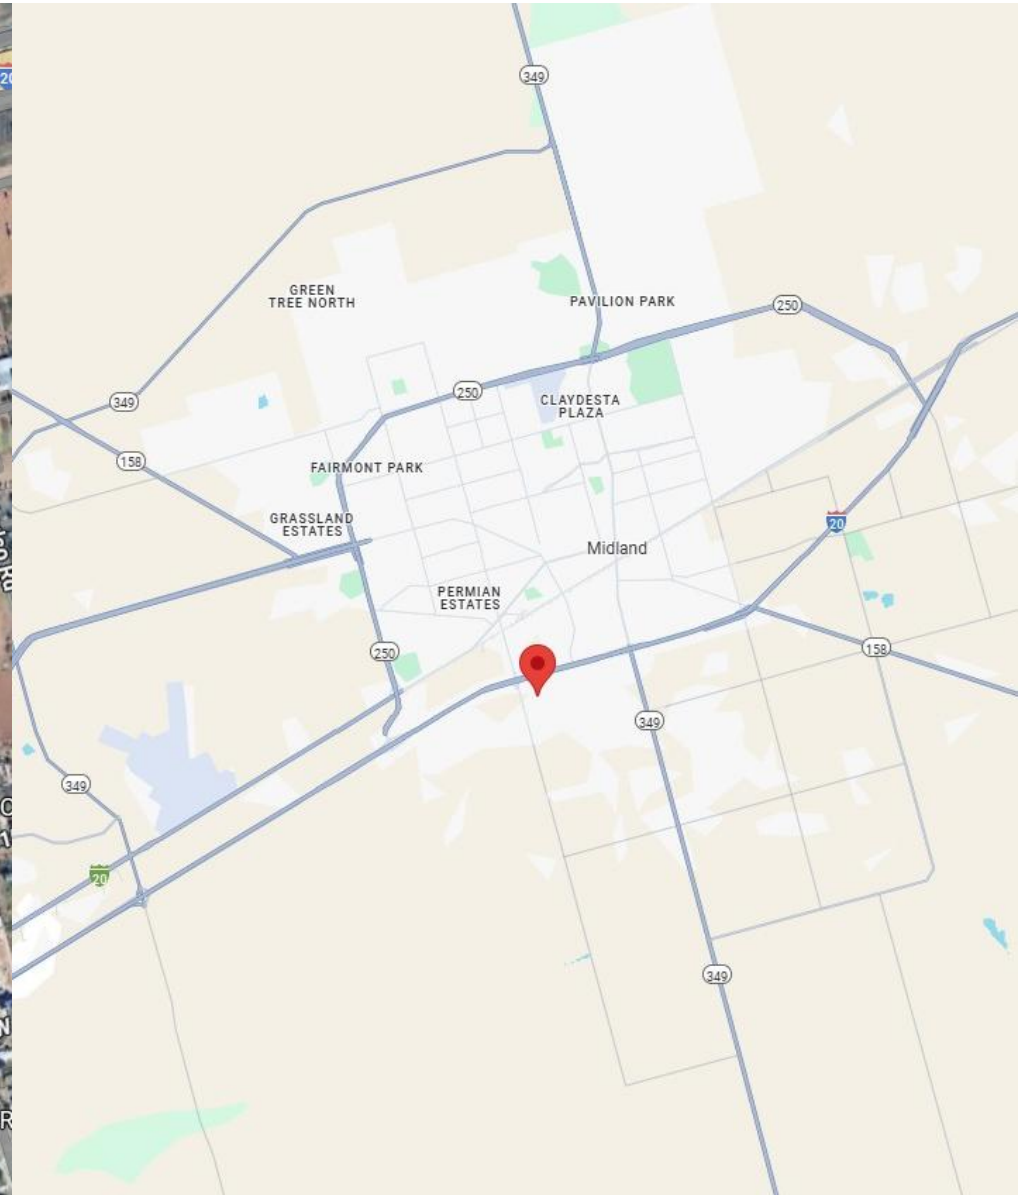 20
349
GREEN
TREE NORTH
PAVILION PARK
250
250
349
CLAYDESTA
PLAZA
158
FAIRMONT PARK
GRASSLAND
ESTATES
20
Midland
PERMIAN
ESTATES
250
158
349
349
20
349